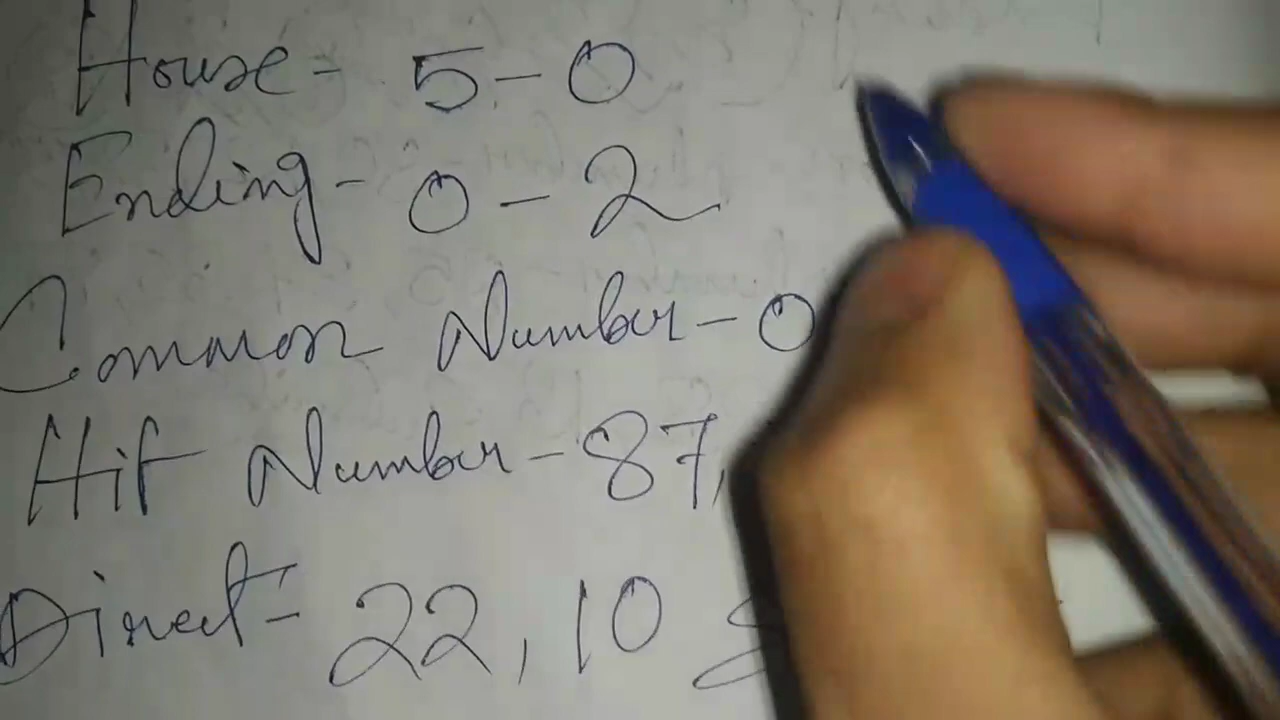 House - 5 - 0
Ending - 0 - 2
Common Number - 0
Hit Number - 87,
Direct - 22, 10